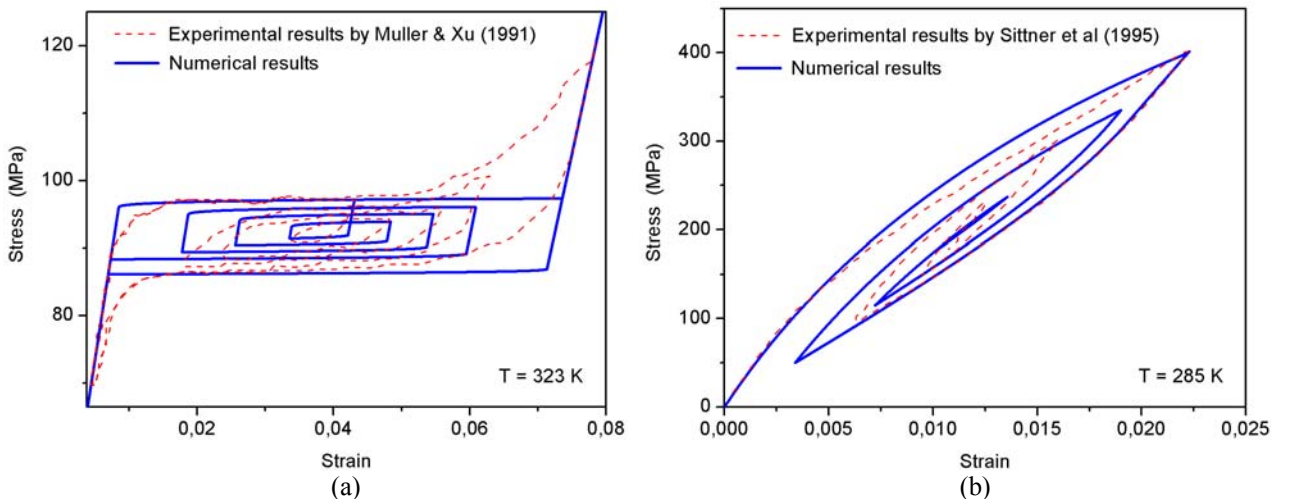 Experimental results by Muller & Xu (1991)
Numerical results
120
100
80
Stress (MPa)
T = 323 K
0,02
0,04
0,06
0,08
Strain
(a)
Experimental results by Sittner et al (1995)
Numerical results
400
300
200
100
0
Stress (MPa)
T = 285 K
0,000
0,005
0,010
0,015
0,020
0,025
Strain
(b)